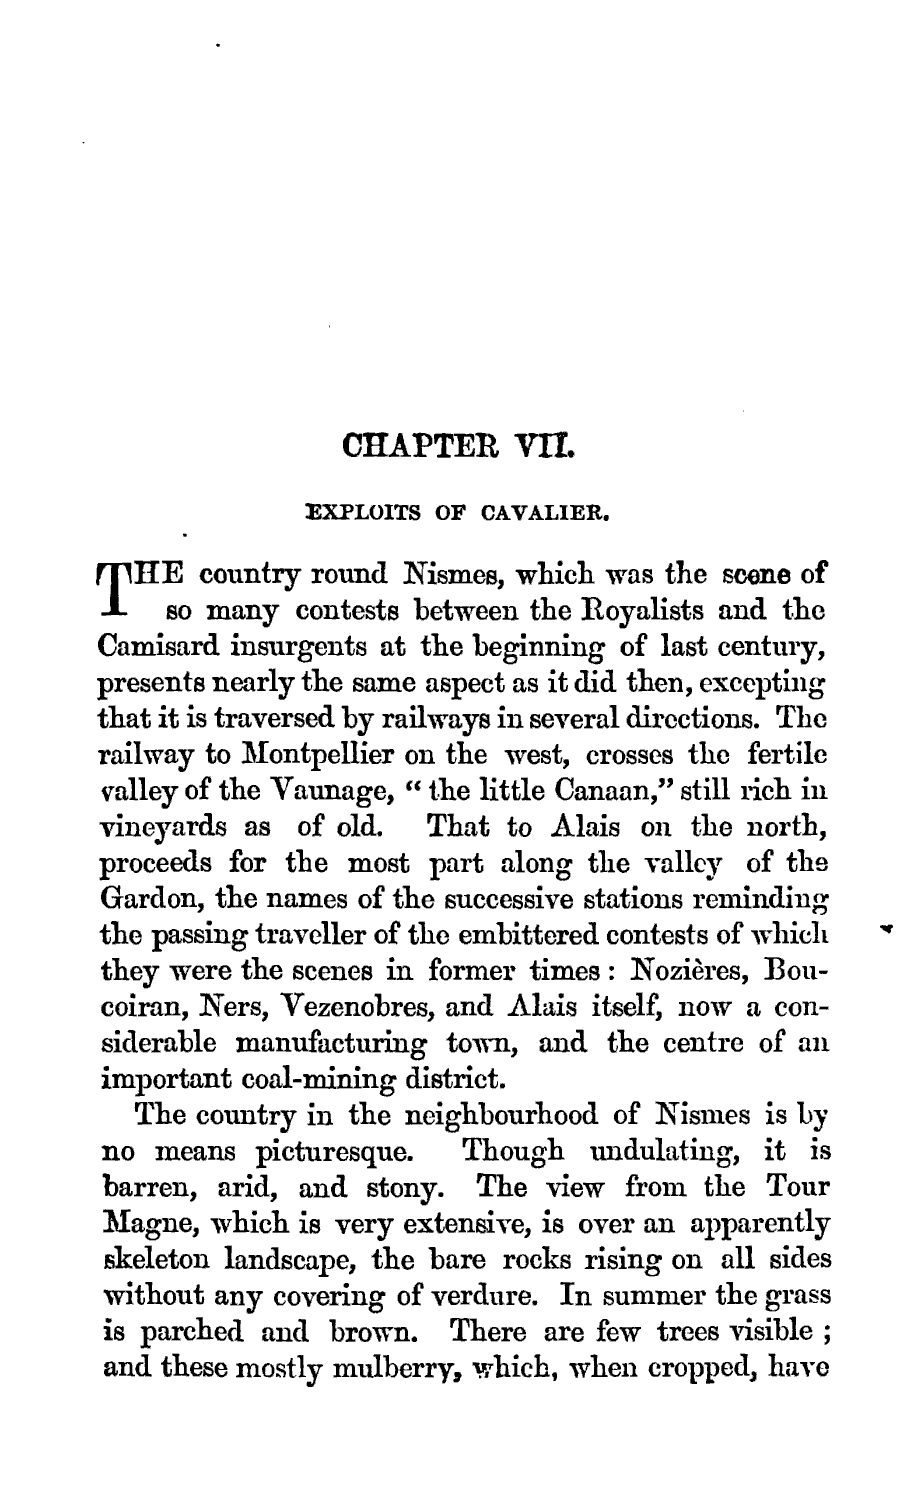 CHAPTER VII.
EXPLOITS OF CAVALIER.
THE country round Nismes, which was the scene of
so many contests between the Royalists and the
Camisard insurgents at the beginning of last century,
presents nearly the same aspect as it did then, excepting
that it is traversed by railways in several directions. The
railway to Montpellier on the west, crosses the fertile
valley of the Vaunage, “ the little Canaan,” still rich in
vineyards as of old. That to Alais on the north,
proceeds for the most part along the valley of the
Gardon, the names of the successive stations reminding
the passing traveller of the embittered contests of which
they were the scenes in former times : Nozières, Bou-
coiran, Ners, Vezenobres, and Alais itself, now a con-
siderable manufacturing town, and the centre of an
important coal-mining district.
The country in the neighbourhood of Nismes is by
no means picturesque. Though undulating, it is
barren, arid, and stony. The view from the Tour
Magne, which is very extensive, is over an apparently
skeleton landscape, the bare rocks rising on all sides
without any covering of verdure. In summer the grass
is parched and brown. There are few trees visible ;
and these mostly mulberry, which, when cropped, have